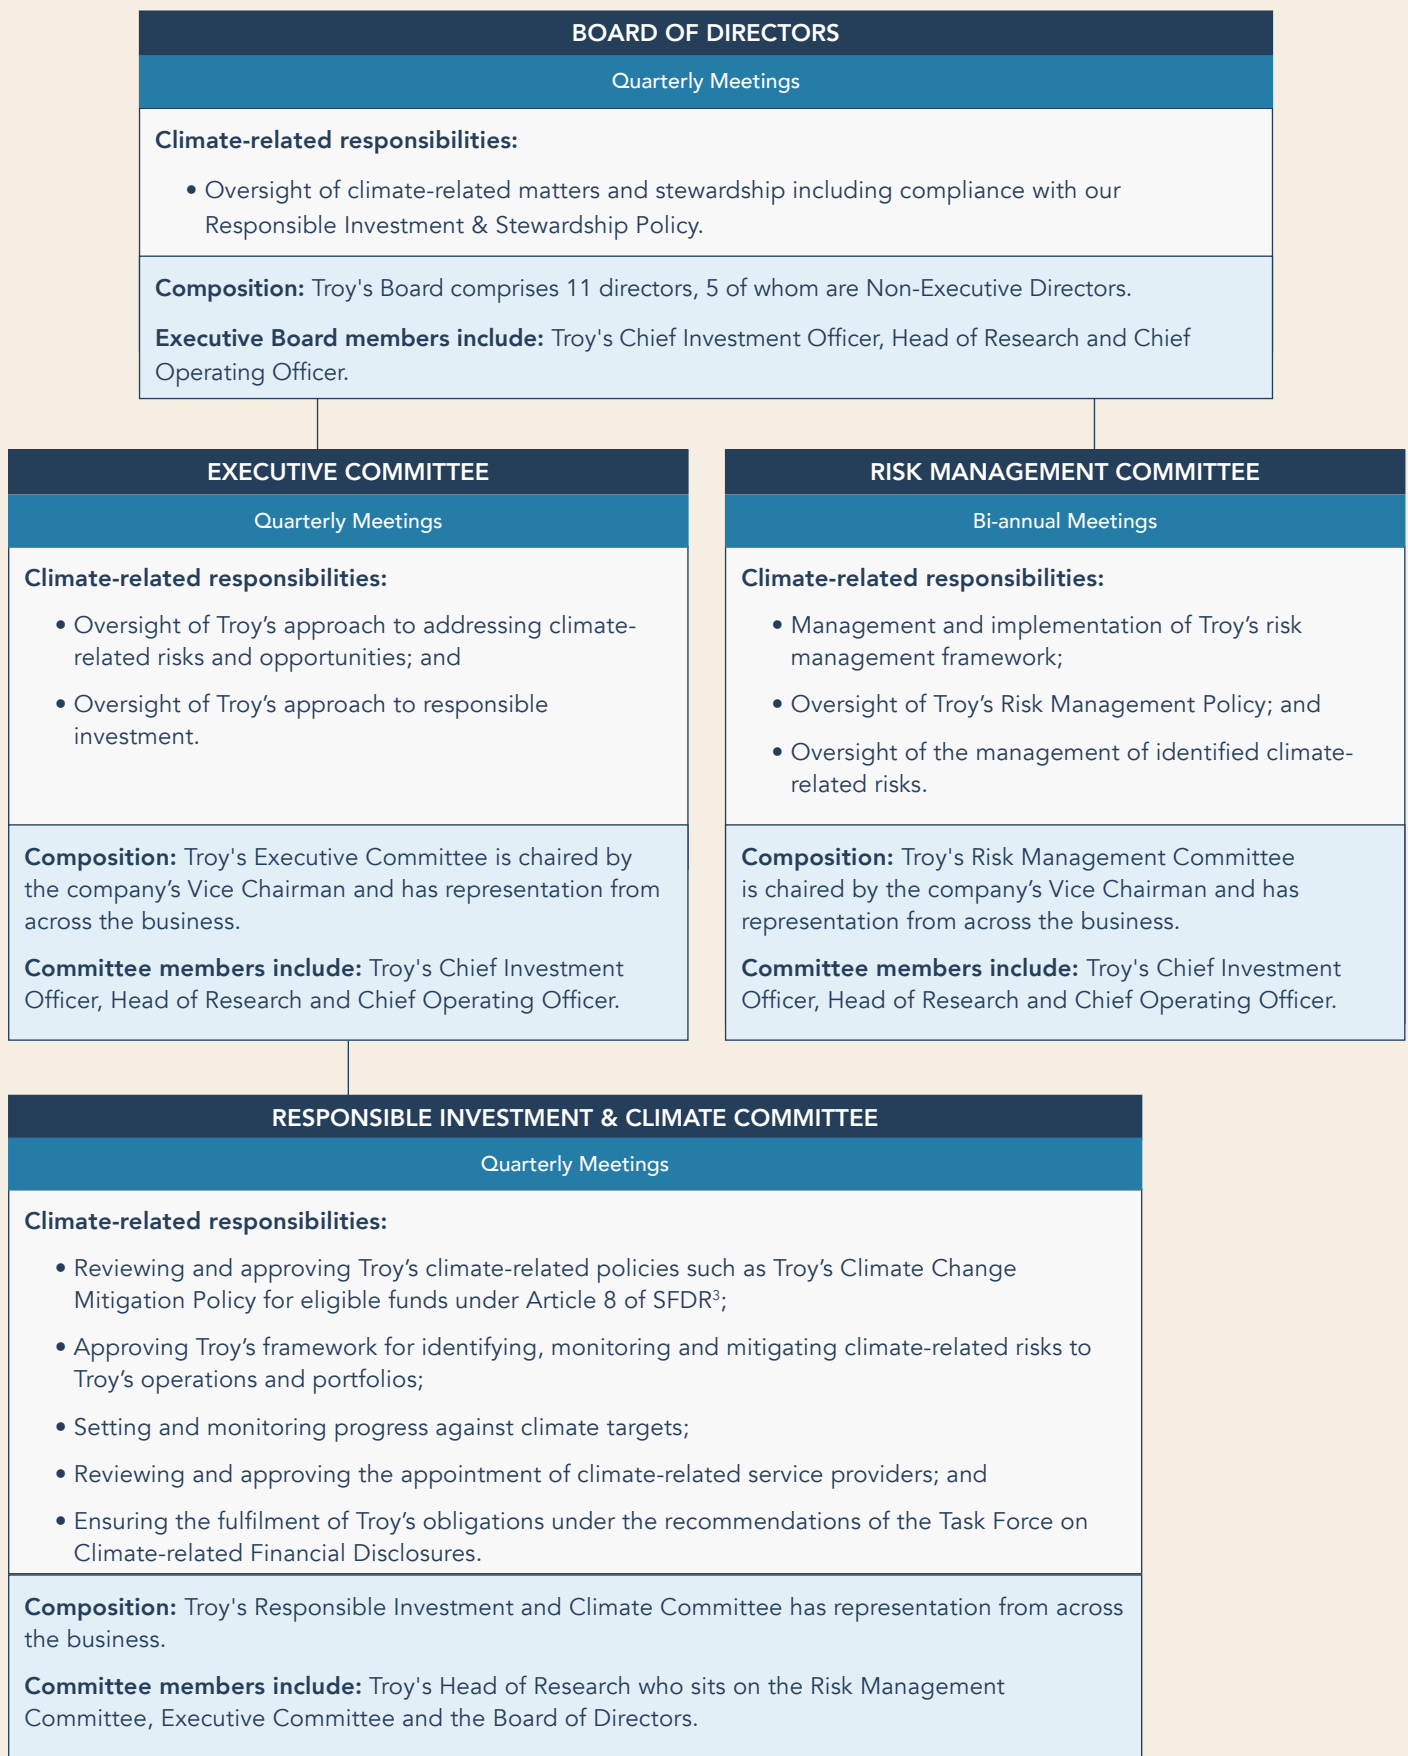 BOARD OF DIRECTORS
Quarterly Meetings
Climate-related responsibilities:
• Oversight of climate-related matters and stewardship including compliance with our
Responsible Investment & Stewardship Policy.
Composition: Troy's Board comprises 11 directors, 5 of whom are Non-Executive Directors.
Executive Board members include: Troy's Chief Investment Officer, Head of Research and Chief
Operating Officer.
EXECUTIVE COMMITTEE
Quarterly Meetings
Climate-related responsibilities:
• Oversight of Troy’s approach to addressing climate-
related risks and opportunities; and
• Oversight of Troy’s approach to responsible
investment.
Composition: Troy's Executive Committee is chaired by
the company’s Vice Chairman and has representation from
across the business.
Committee members include: Troy's Chief Investment
Officer, Head of Research and Chief Operating Officer.
RISK MANAGEMENT COMMITTEE
Bi-annual Meetings
Climate-related responsibilities:
• Management and implementation of Troy’s risk
management framework;
• Oversight of Troy’s Risk Management Policy; and
• Oversight of the management of identified climate-
related risks.
Composition: Troy's Risk Management Committee
is chaired by the company’s Vice Chairman and has
representation from across the business.
Committee members include: Troy's Chief Investment
Officer, Head of Research and Chief Operating Officer.
RESPONSIBLE INVESTMENT & CLIMATE COMMITTEE
Quarterly Meetings
Climate-related responsibilities:
• Reviewing and approving Troy’s climate-related policies such as Troy’s Climate Change
Mitigation Policy for eligible funds under Article 8 of SFDR³;
• Approving Troy’s framework for identifying, monitoring and mitigating climate-related risks to
Troy’s operations and portfolios;
• Setting and monitoring progress against climate targets;
• Reviewing and approving the appointment of climate-related service providers; and
• Ensuring the fulfilment of Troy’s obligations under the recommendations of the Task Force on
Climate-related Financial Disclosures.
Composition: Troy's Responsible Investment and Climate Committee has representation from across
the business.
Committee members include: Troy's Head of Research who sits on the Risk Management
Committee, Executive Committee and the Board of Directors.